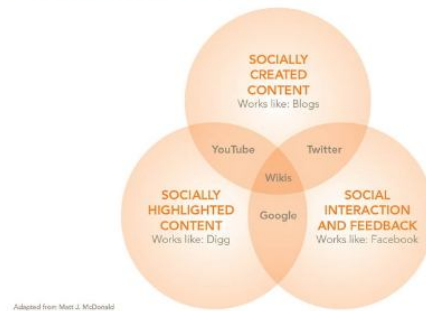 SOCIALLY
CREATED
CONTENT
Works like: Blogs
YouTube
Twitter
Wikis
SOCIALLY
HIGHLIGHTED
CONTENT
Works like: Digg
Google
SOCIAL
INTERACTION
AND FEEDBACK
Works like: Facebook
Adapted from Matt J. McDonald